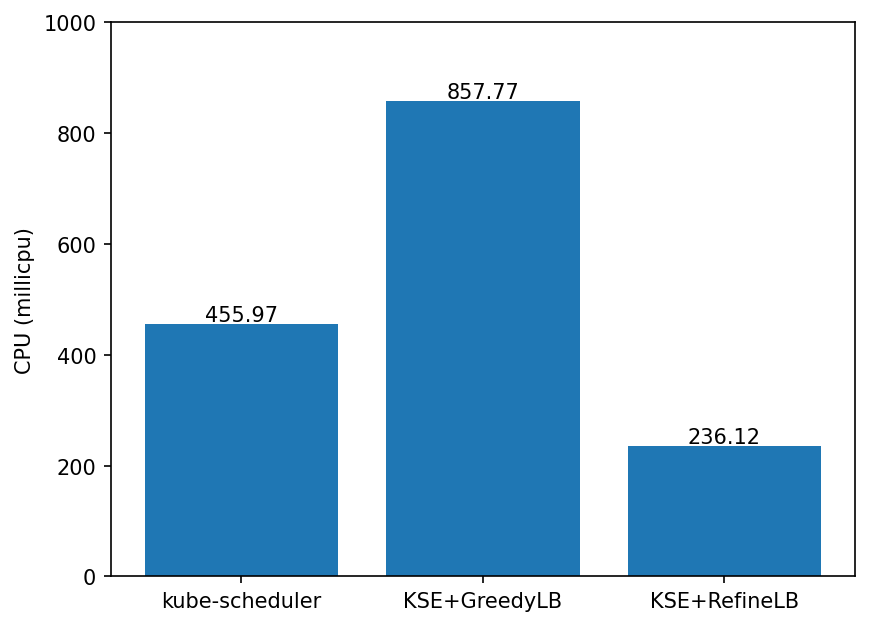 1000
800
600
400
200
0
CPU (millicpu)
455.97
857.77
236.12
kube-scheduler
KSE+GreedyLB
KSE+RefineLB